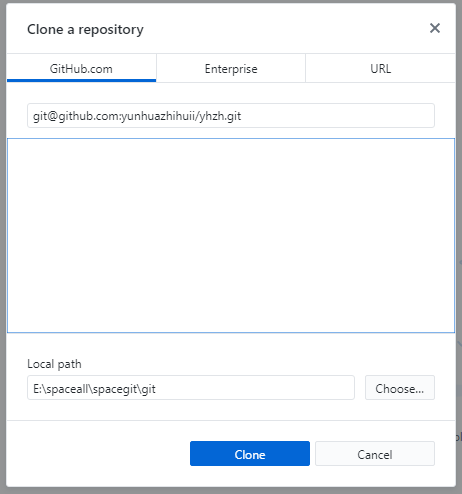 Clone a repository
GitHub.com Enterprise URL
git@github.com:yunhuazhihuii/yhzh.git
Local path
E:\spaceall\spacegit\git Choose...
Clone Cancel